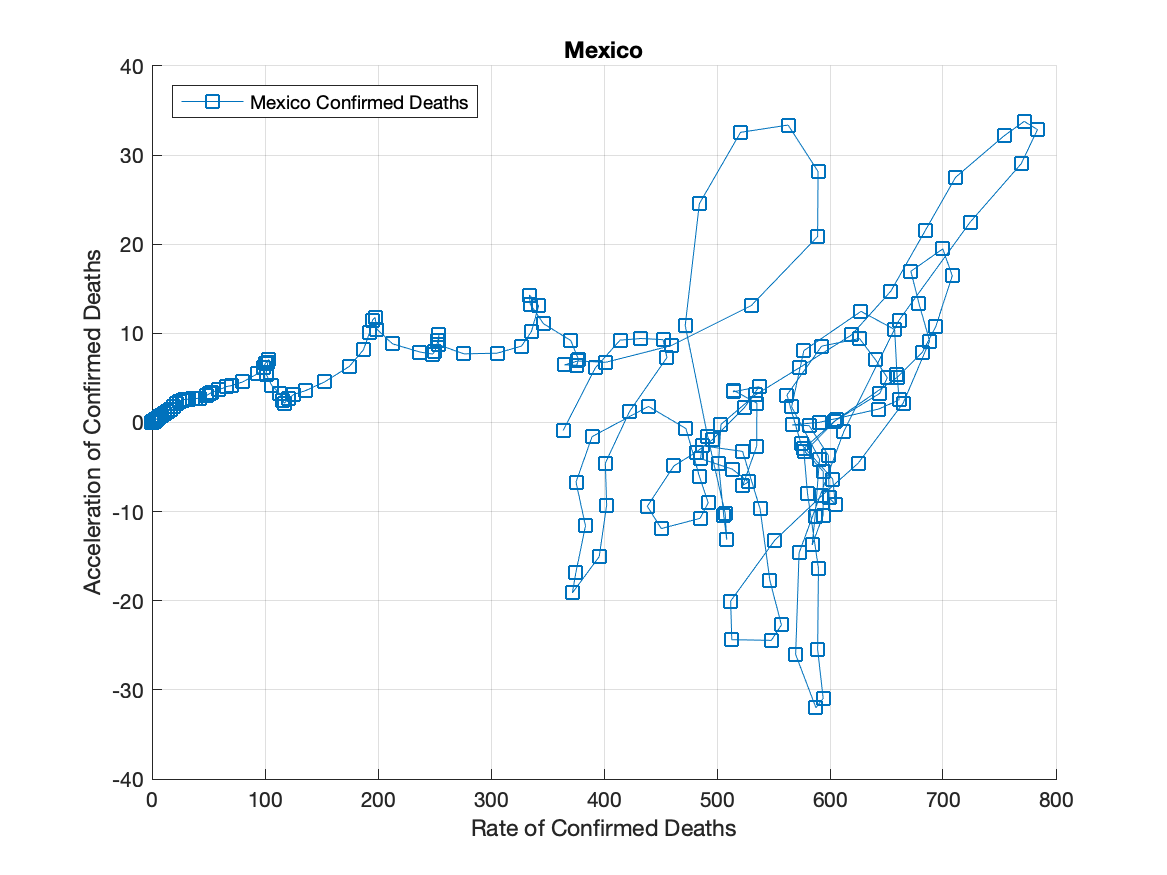 Mexico
Mexico Confirmed Deaths
Acceleration of Confirmed Deaths
40
30
20
10
0
-10
-20
-30
-40
0 100 200 300 400 500 600 700 800
Rate of Confirmed Deaths